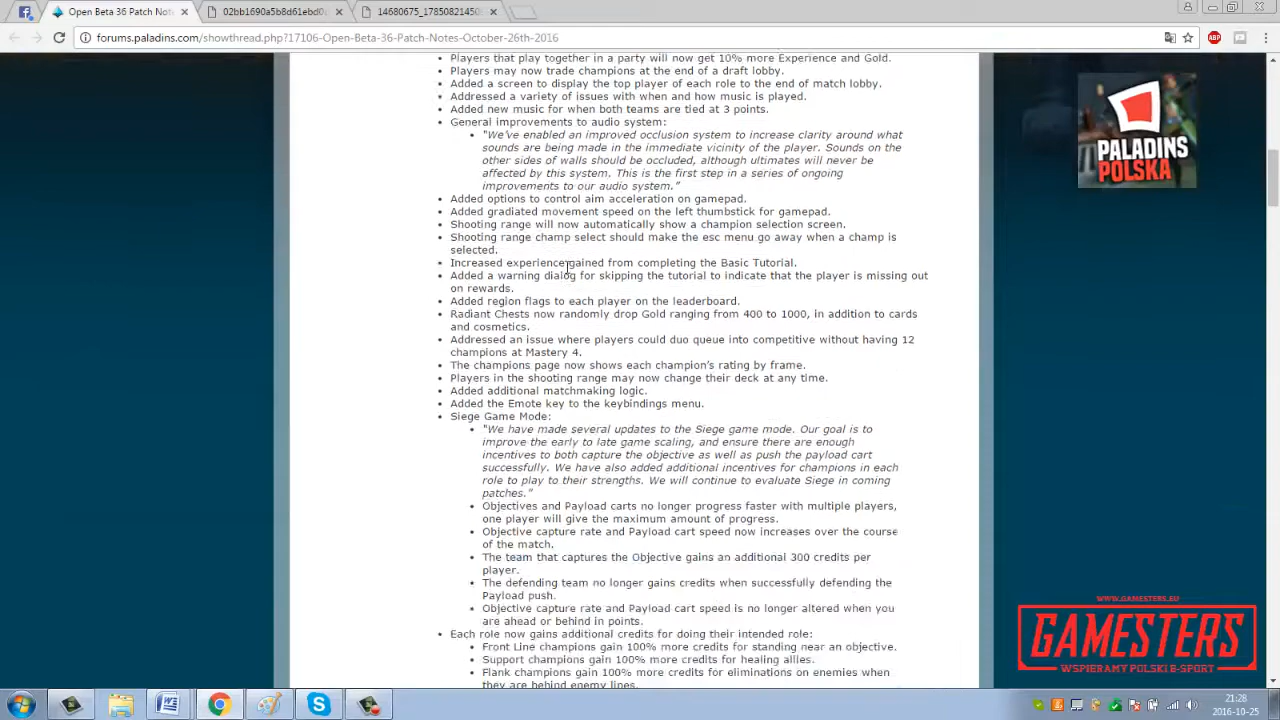 Open Beta 36 Patch Note
02bb1690a5b8d61ebd0
14680675_1785082145
forums.paladins.com/showthread.php?17106-Open-Beta-36-Patch-Notes-October-26th-2016
ABP
Players that play together in a party will now get 10% more Experience and Gold.
Players may now trade champions at the end of a draft lobby.
Added a screen to display the top player of each role to the end of match lobby.
Addressed a variety of issues with when and how music is played.
Added new music for when both teams are tied at 3 points.
General improvements to audio system:
"We've enabled an improved occlusion system to increase clarity around what
sounds are being made in the immediate vicinity of the player. Sounds on the
other sides of walls should be occluded, although ultimates will never be
affected by this system. This is the first step in a series of ongoing
improvements to our audio system."
Added options to control aim acceleration on gamepad.
Added gradiated movement speed on the left thumbstick for gamepad.
Shooting range will now automatically show a champion selection screen.
Shooting range champ select should make the esc menu go away when a champ is
selected.
Increased experience gained from completing the Basic Tutorial.
Added a warning dialog for skipping the tutorial to indicate that the player is missing out
on rewards.
Added region flags to each player on the leaderboard.
Radiant Chests now randomly drop Gold ranging from 400 to 1000, in addition to cards
and cosmetics.
Addressed an issue where players could duo queue into competitive without having 12
champions at Mastery 4.
The champions page now shows each champion's rating by frame.
Players in the shooting range may now change their deck at any time.
Added additional matchmaking logic.
Added the Emote key to the keybindings menu.
Siege Game Mode:
"We have made several updates to the Siege game mode. Our goal is to
improve the early to late game scaling, and ensure there are enough
incentives to both capture the objective as well as push the payload cart
successfully. We have also added additional incentives for champions in each
role to play to their strengths. We will continue to evaluate Siege in coming
patches."
Objectives and Payload carts no longer progress faster with multiple players,
one player will give the maximum amount of progress.
Objective capture rate and Payload cart speed now increases over the course
of the match.
The team that captures the Objective gains an additional 300 credits per
player.
The defending team no longer gains credits when successfully defending the
Payload push.
Objective capture rate and Payload cart speed is no longer altered when you
are ahead or behind in points.
Each role now gains additional credits for doing their intended role:
Front Line champions gain 100% more credits for standing near an objective.
Support champions gain 100% more credits for healing allies.
Flank champions gain 100% more credits for eliminations on enemies when
they are behind enemy lines.
PALADINS
POLSKA
WWW.GAMESTERS.EU
GAMESTERS
WSPIERAMY POLSKI E-SPORT
21:28
2016-10-25